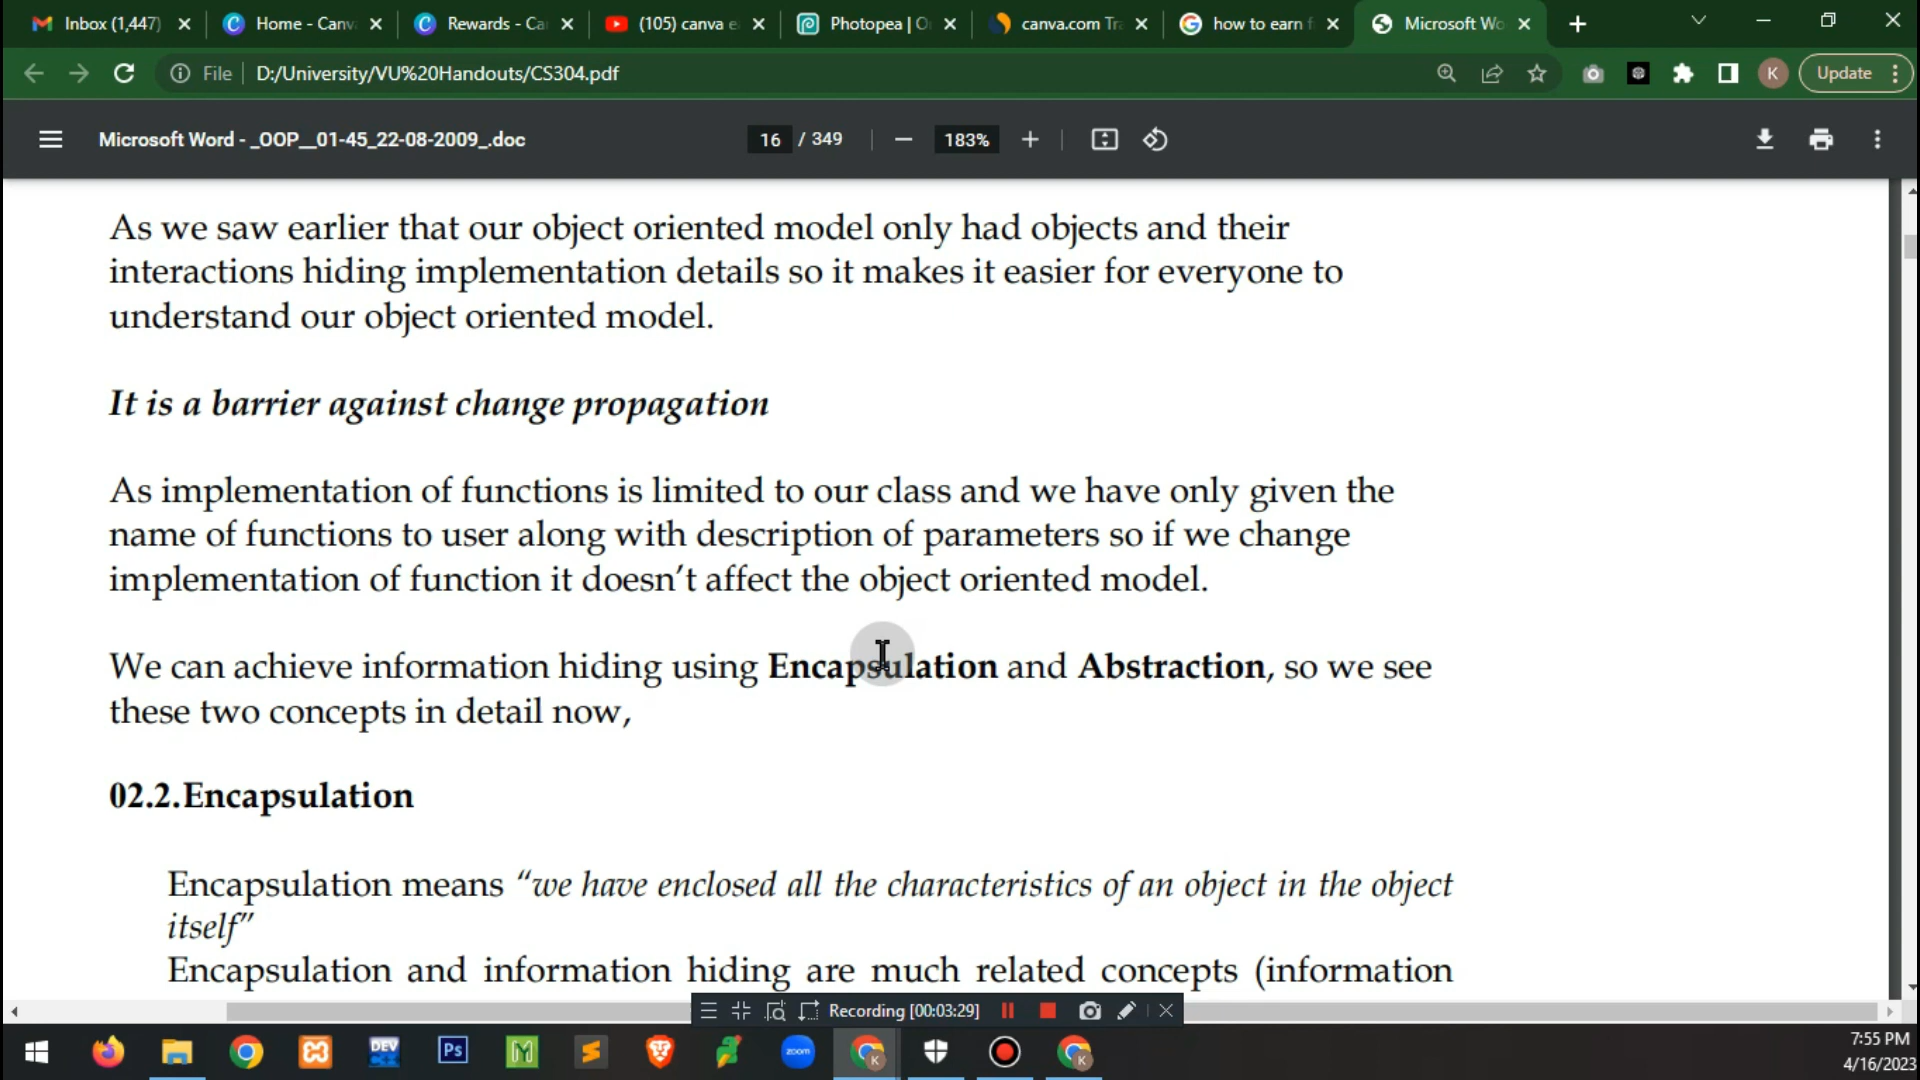 Inbox (1,447)
Home - Canv
Rewards - Ca
(105) canva e
Photopea | O
canva.com Tra
how to earn f
Microsoft Wo
File
D:/University/VU%20Handouts/CS304.pdf
K
Update
Microsoft Word - _OOP__01-45_22-08-2009_.doc
16 / 349
183%
As we saw earlier that our object oriented model only had objects and their
interactions hiding implementation details so it makes it easier for everyone to
understand our object oriented model.
It is a barrier against change propagation
As implementation of functions is limited to our class and we have only given the
name of functions to user along with description of parameters so if we change
implementation of function it doesn't affect the object oriented model.
We can achieve information hiding using Encapsulation and Abstraction, so we see
these two concepts in detail now,
02.2.Encapsulation
Encapsulation means “we have enclosed all the characteristics of an object in the object
itself”
Encapsulation and information hiding are much related concepts (information
Recording [00:03:29]
DEV
Ps
zoom
K
K
7:55 PM
4/16/2023